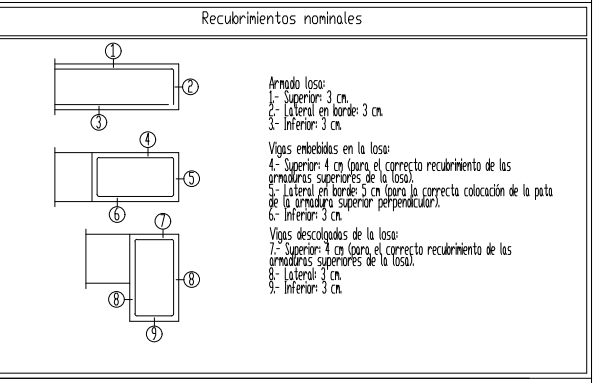 Recubrimientos nominales
1
2
3
Armado losa:
1.- Superior: 3 cm.
2.- Lateral en borde: 3 cm.
3.- Inferior: 3 cm.
4
5
6
Vigas embebidas en la losa:
4.- Superior: 4 cm (para el correcto recubrimiento de las
armaduras superiores de la losa).
5.- Lateral en borde: 5 cm (para la correcta colocación de la pata
de la armadura superior perpendicular).
6.- Inferior: 3 cm.
7
8
8
9
Vigas descolgadas de la losa:
7.- Superior: 4 cm (para el correcto recubrimiento de las
armaduras superiores de la losa).
8.- Lateral: 3 cm.
9.- Inferior: 3 cm.